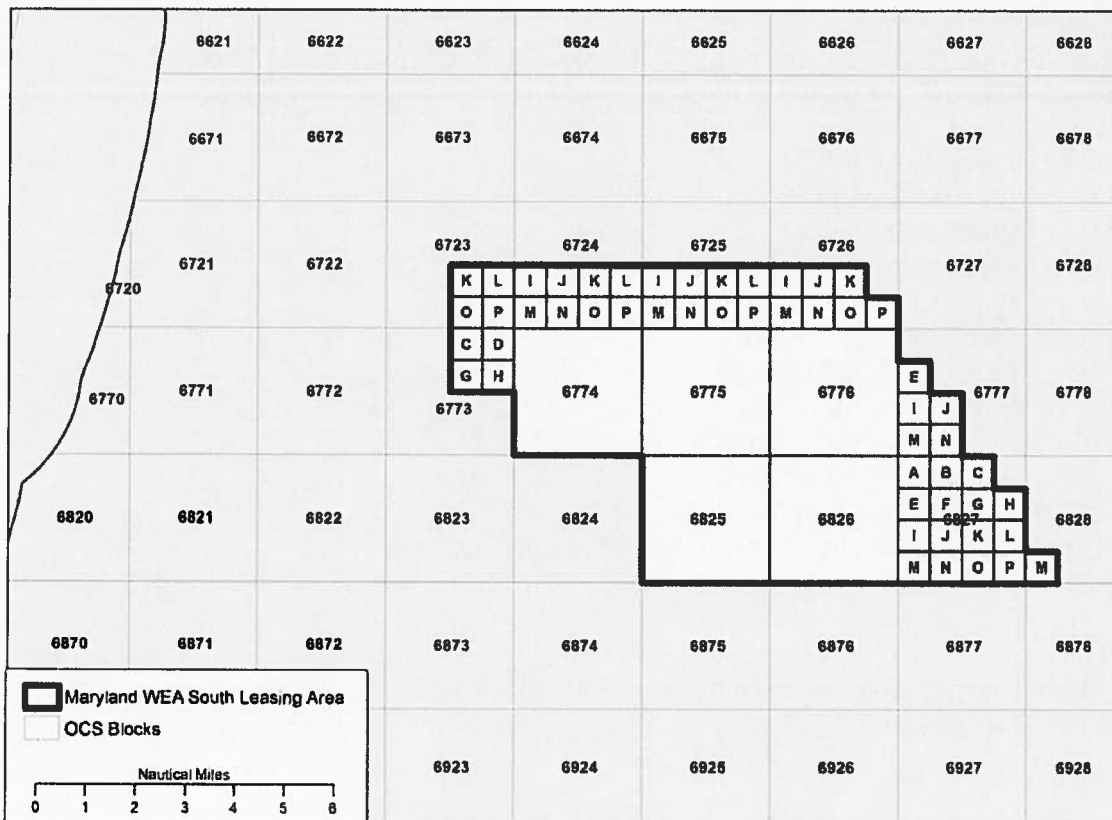 6621 6622 6623 6624 6625 6626 6627 6628
6671 6672 6673 6674 6675 6676 6677 6678
6723 6724 6725 6726
6721 6722 6727 6728
K L I J K L I J K L I J K
6720
O P M N O P M N O P M N O P
C D
G H E
6771 6772 6774 6775 6776 6777 6778
6770
6773 I J
M N
A B C
E F G H
6820 6821 6822 6823 6824 6825 6826 6827 6828
I J K L
M N O P M
6870 6871 6872 6873 6874 6875 6876 6877 6878
Maryland WEA South Leasing Area
OCS Blocks
6923 6924 6925 6926 6927 6928
Nautical Miles
0 1 2 3 4 5 6